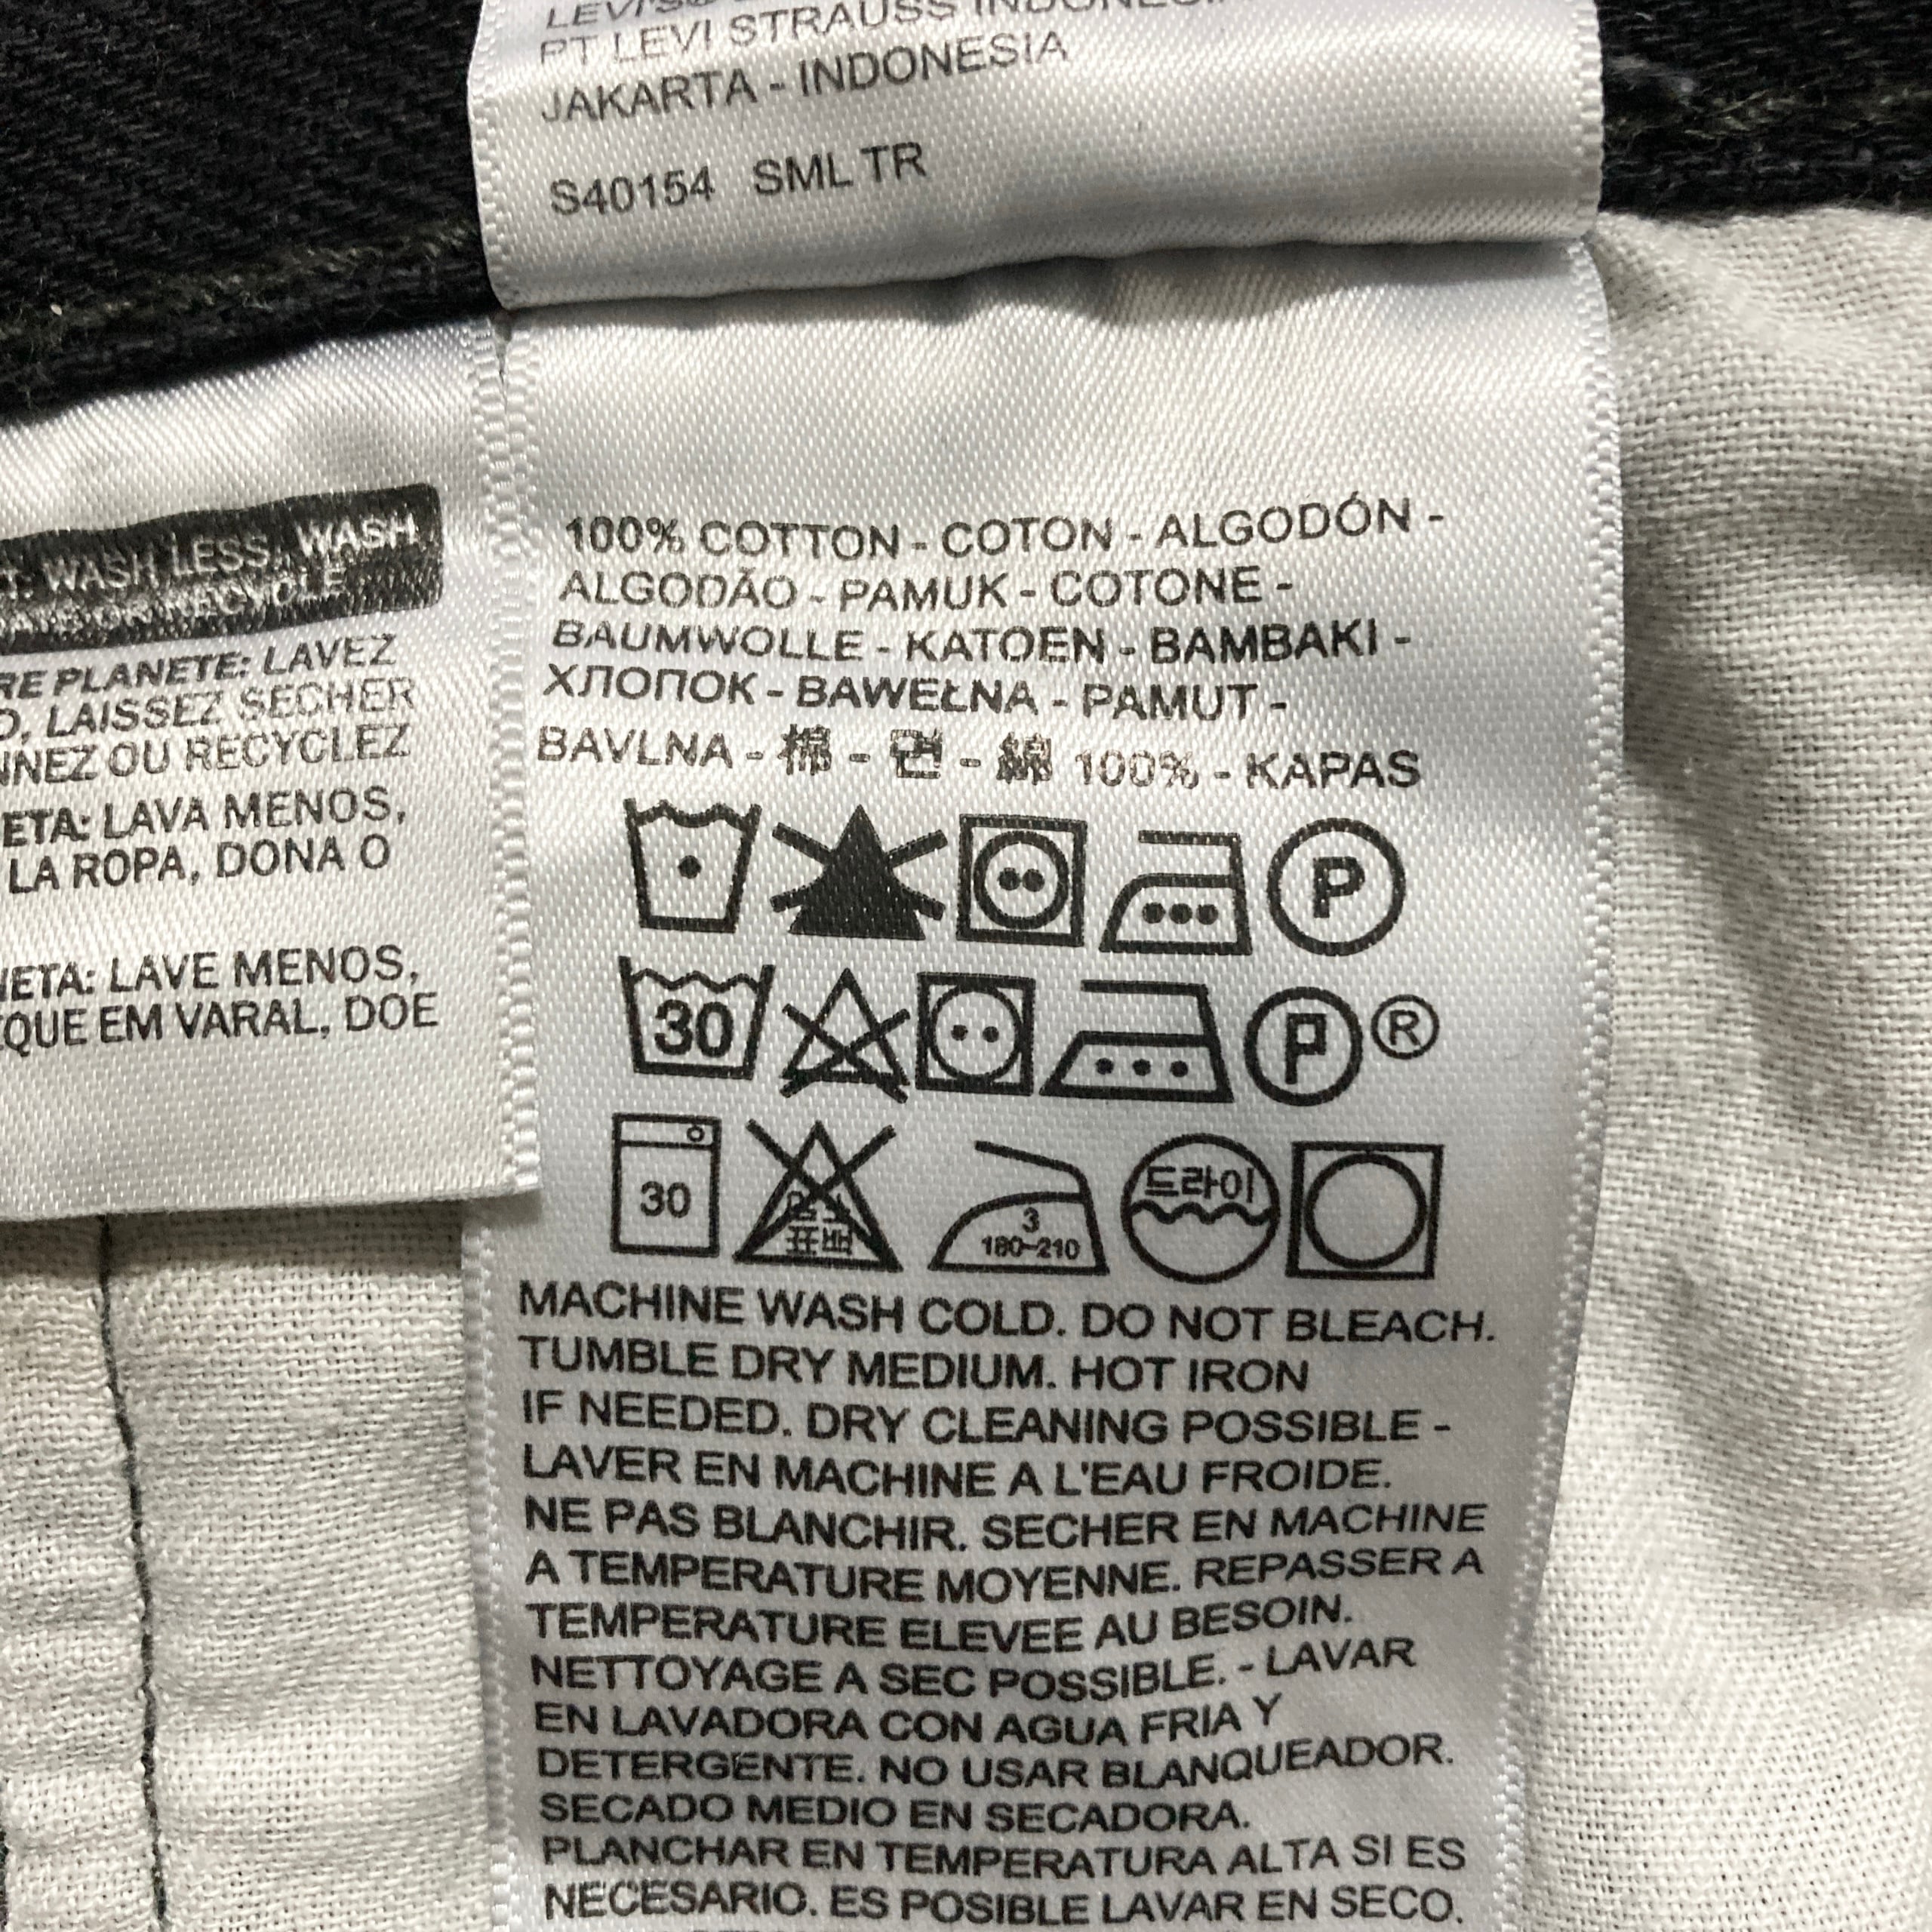 PT LEVI STRAUSS
JAKARTA - INDONESIA
S40154 SML TR
WASH LESS, WASH
RECYCLE
PLANETE: LAVEZ
LAISSEZ SECHER
OU RECYCLEZ
LAVA MENOS,
LA ROPA, DONA O
LAVE MENOS,
EM VARAL, DOE
100% COTTON - COTON - ALGODÓN -
ALGODÃO - PAMUK - COTONE -
BAUMWOLLE - KATOEN - BAMBAKI -
ХЛОПОК - BAWEŁNA - PAMUT -
BAVLNA - 棉 - 면 - 綿 100% - KAPAS
P
30 P ®
30 3 180~210 드라이
MACHINE WASH COLD. DO NOT BLEACH.
TUMBLE DRY MEDIUM. HOT IRON
IF NEEDED. DRY CLEANING POSSIBLE -
LAVER EN MACHINE A L'EAU FROIDE.
NE PAS BLANCHIR. SECHER EN MACHINE
A TEMPERATURE MOYENNE. REPASSER A
TEMPERATURE ELEVEE AU BESOIN.
NETTOYAGE A SEC POSSIBLE. - LAVAR
EN LAVADORA CON AGUA FRIA Y
DETERGENTE. NO USAR BLANQUEADOR.
SECADO MEDIO EN SECADORA.
PLANCHAR EN TEMPERATURA ALTA SI ES
NECESARIO. ES POSIBLE LAVAR EN SECO.